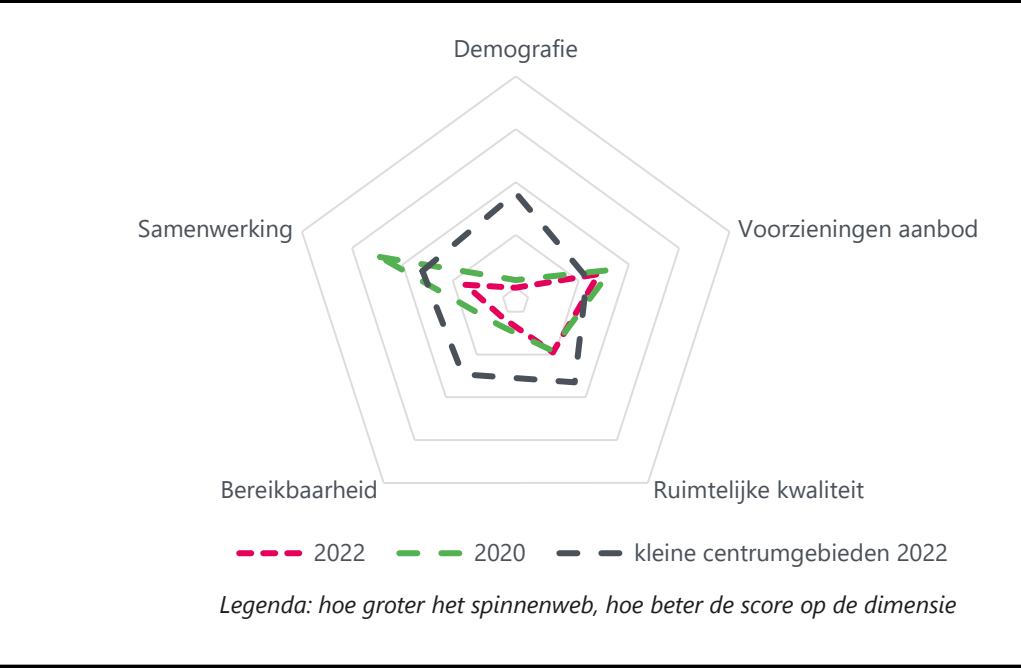 Demografie
Samenwerking
Voorzieningen aanbod
Bereikbaarheid
Ruimtelijke kwaliteit
2022
2020
kleine centrumgebieden 2022
Legenda: hoe groter het spinnenweb, hoe beter de score op de dimensie